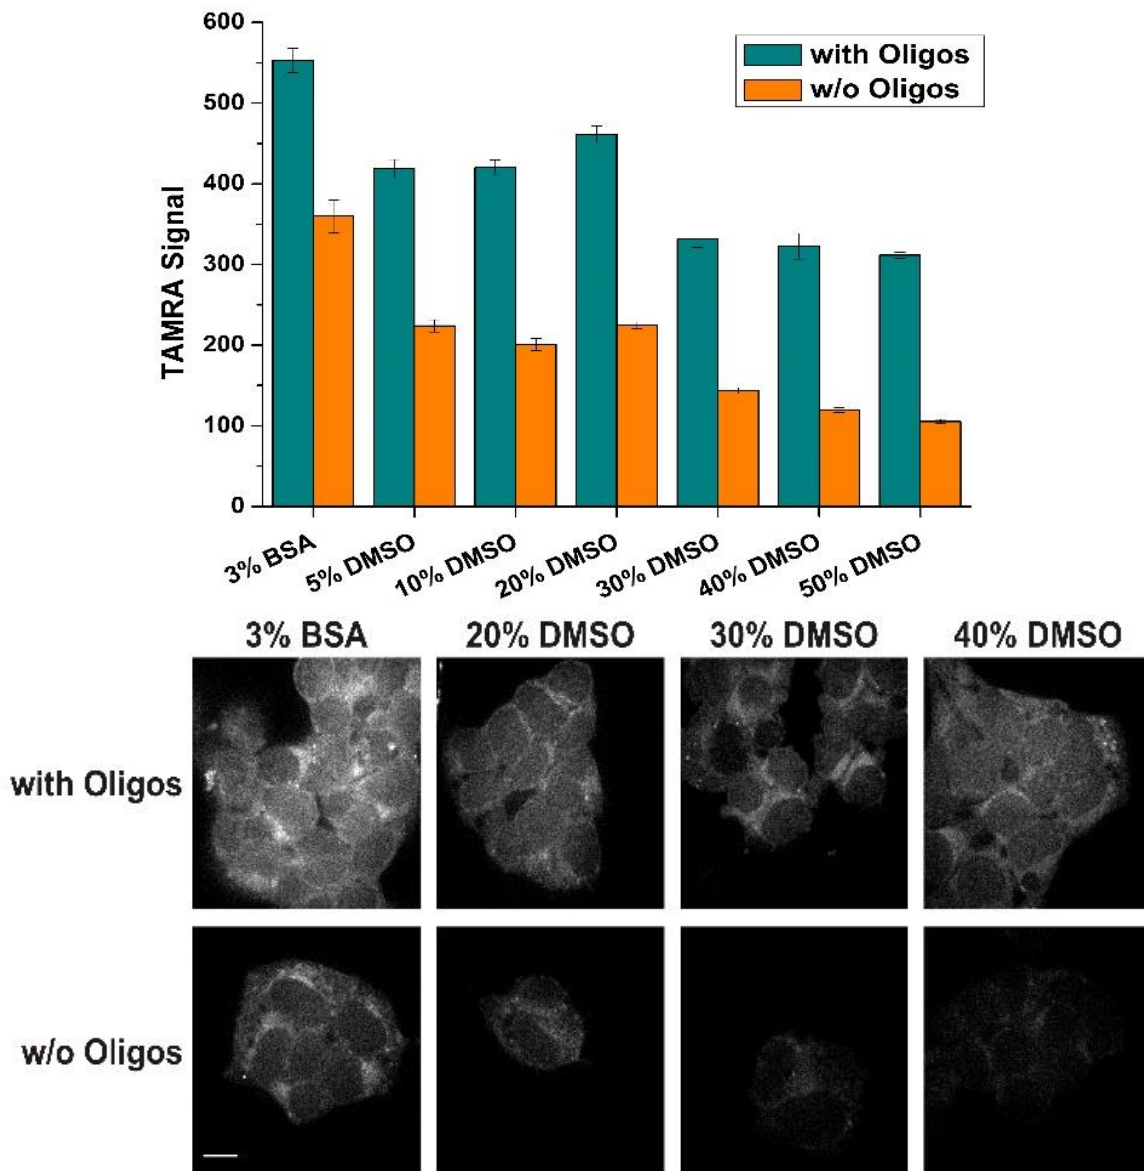 600
500
400
300
200
100
0
TAMRA Signal
with Oligos
w/o Oligos
3% BSA
5% DMSO
10% DMSO
20% DMSO
30% DMSO
40% DMSO
50% DMSO
3% BSA 20% DMSO 30% DMSO 40% DMSO
with Oligos
w/o Oligos